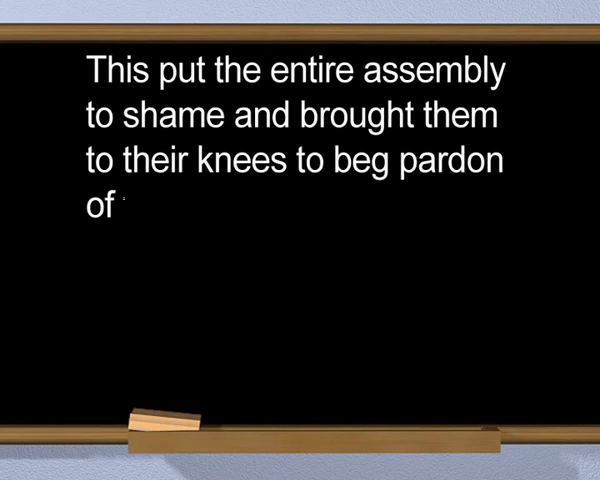 This put the entire assembly
to shame and brought them
to their knees to beg pardon
of